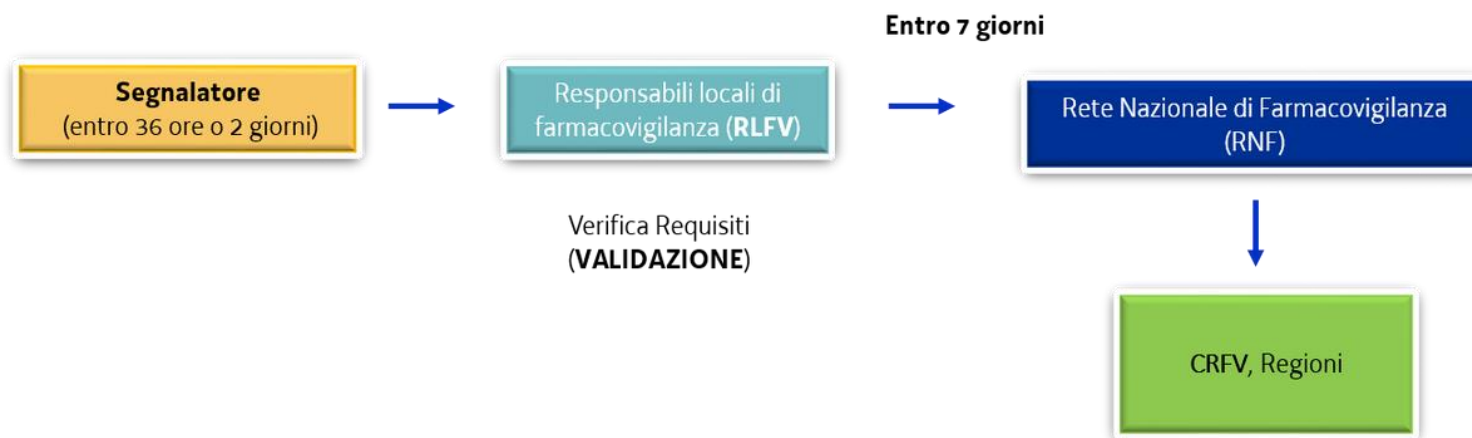 Entro 7 giorni
Segnalatore
(entro 36 ore o 2 giorni)
Responsabili locali di
farmacovigilanza (RLFV)
Rete Nazionale di Farmacovigilanza
(RNF)
Verifica Requisiti
(VALIDAZIONE)
CRFV, Regioni